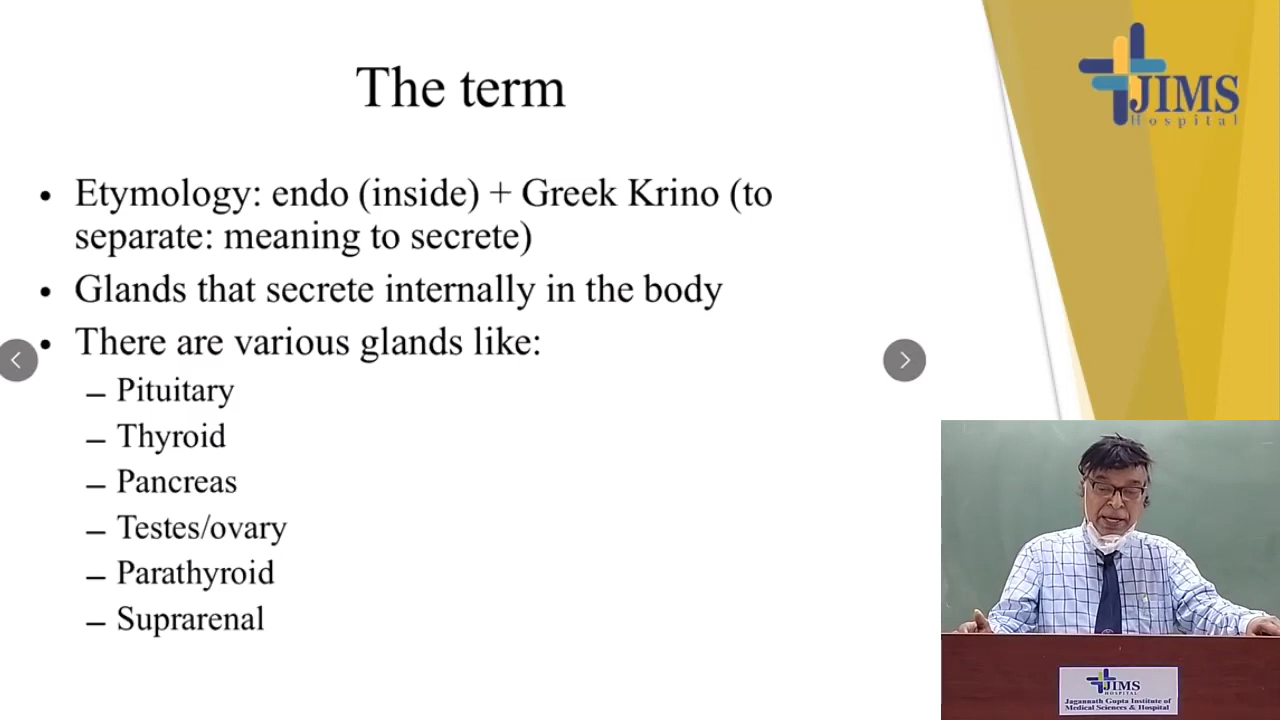 The term
JIMS
Hospital
• Etymology: endo (inside) + Greek Krino (to
separate: meaning to secrete)
• Glands that secrete internally in the body
• There are various glands like:
– Pituitary
– Thyroid
– Pancreas
– Testes/ovary
– Parathyroid
– Suprarenal
JIMS
HOSPITAL
Jagannath Gupta Institute of
Medical Sciences & Hospital